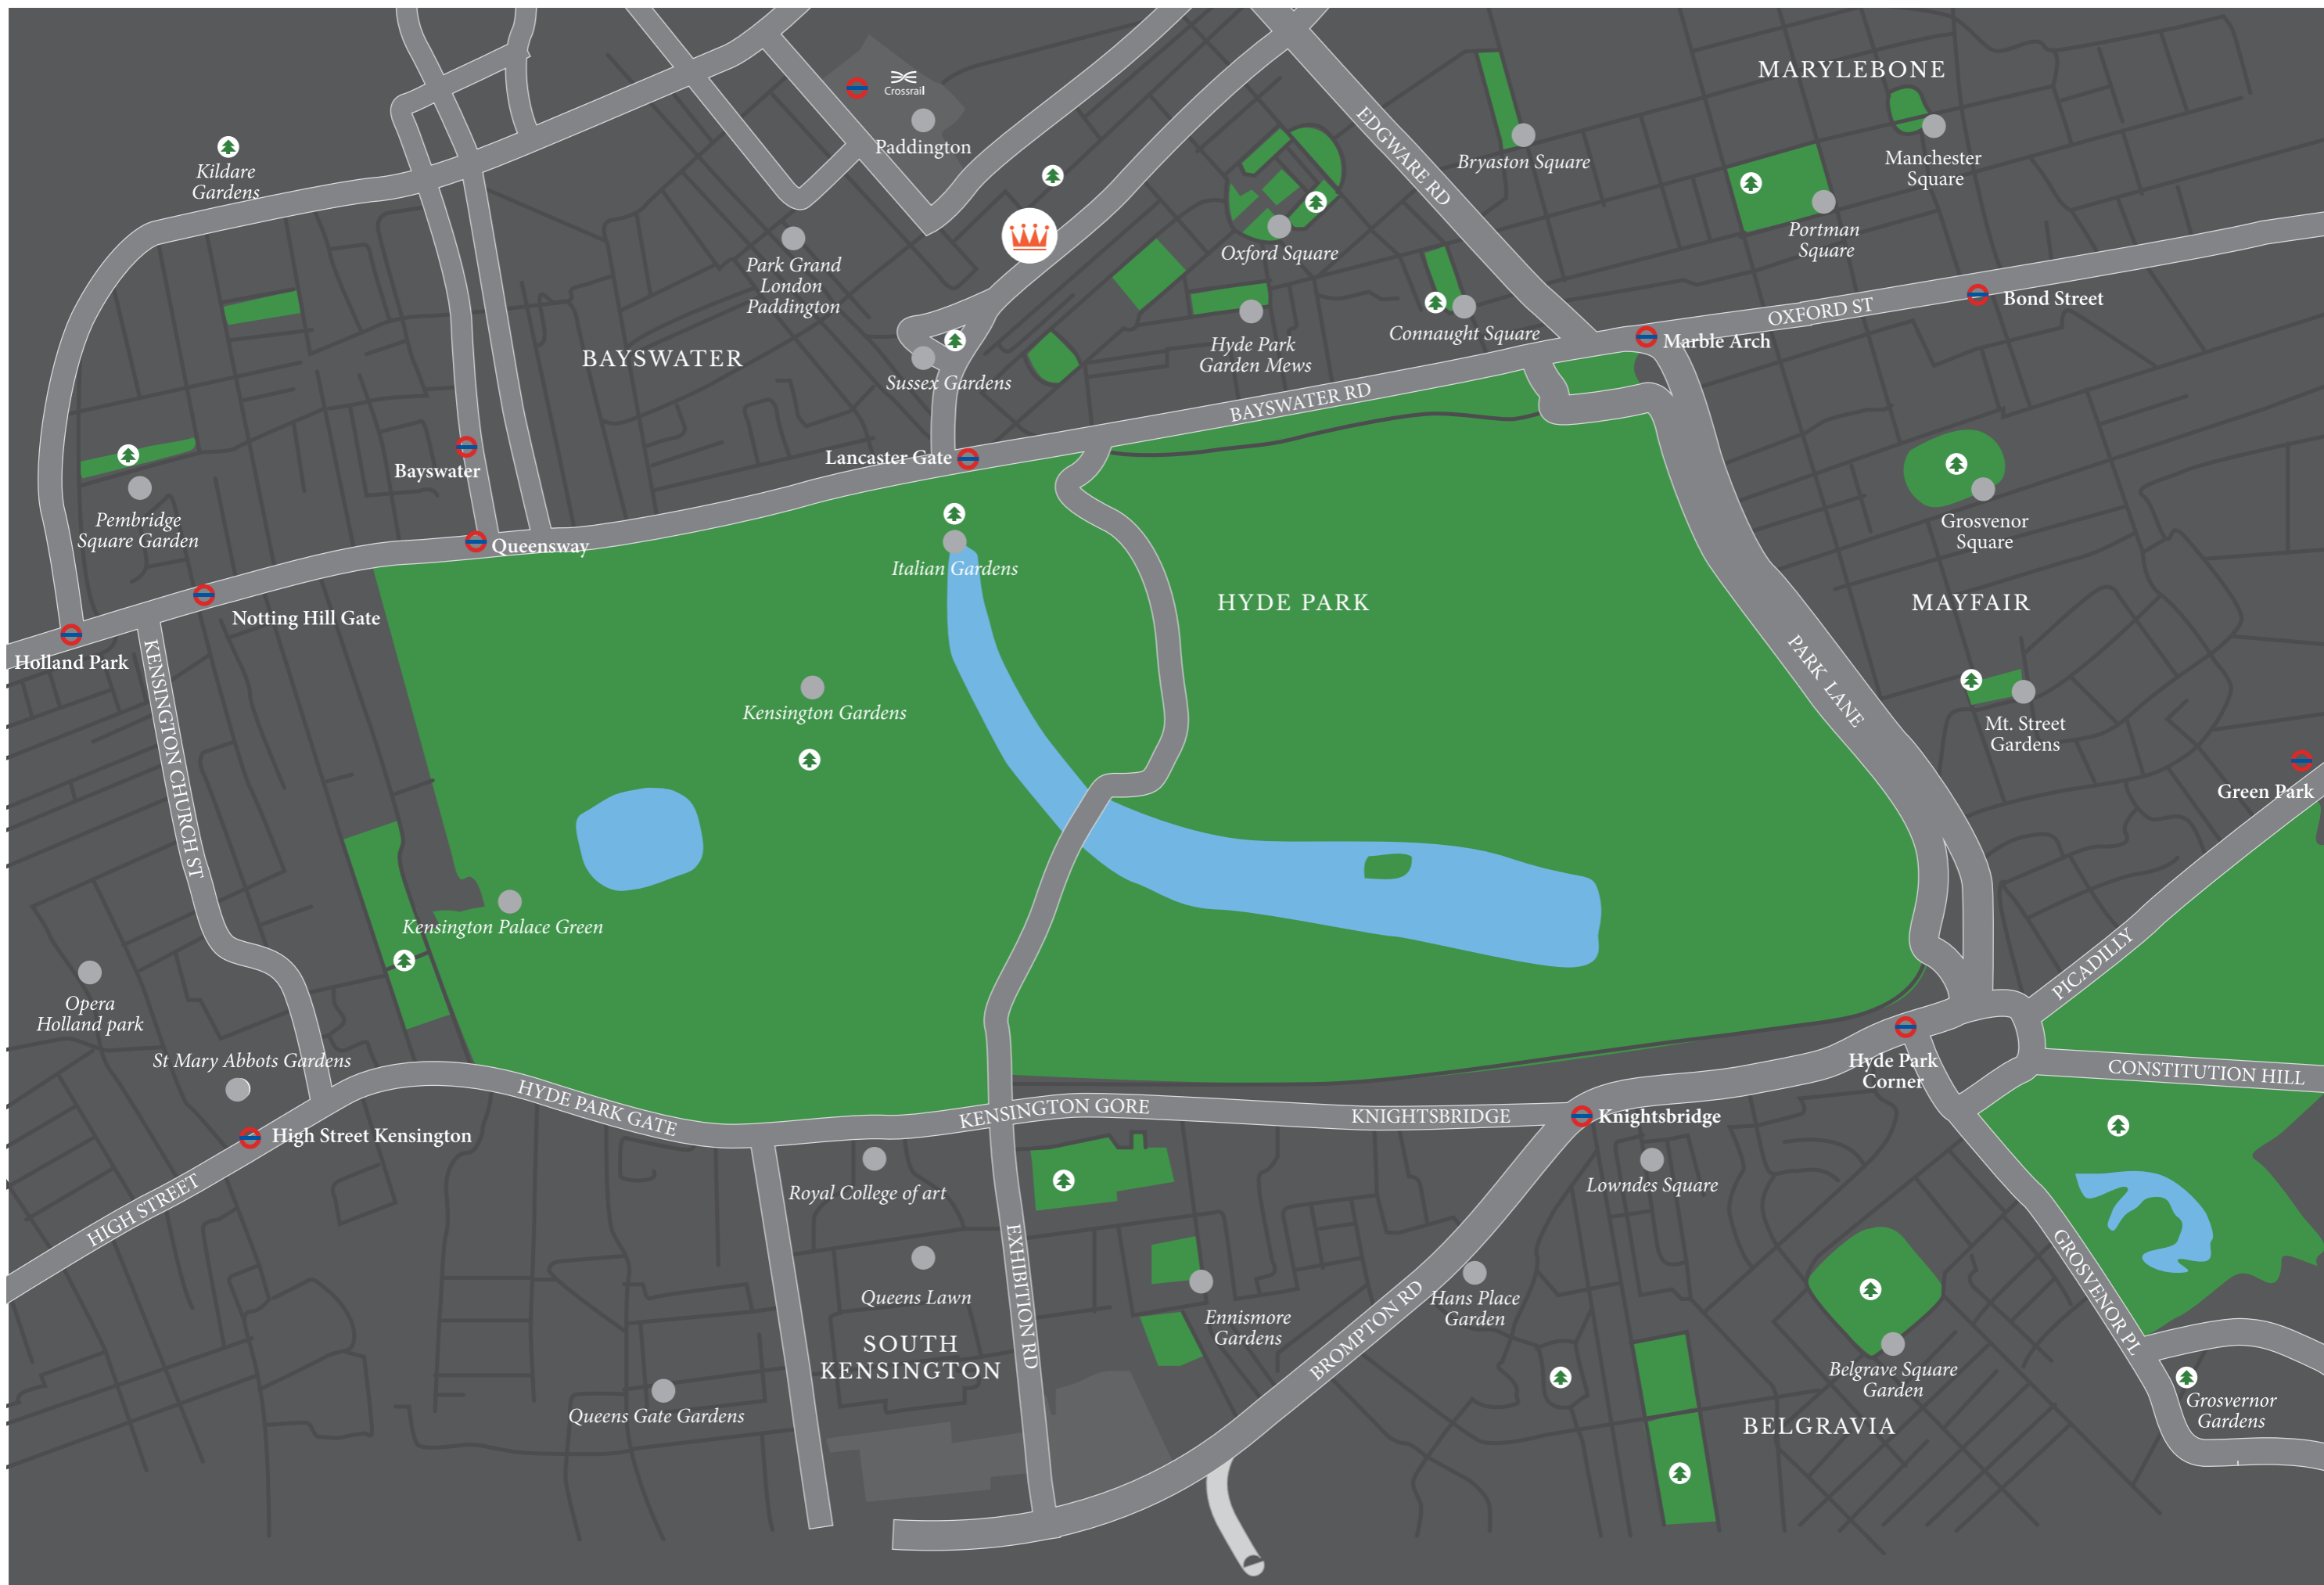 MARYLEBONE
Crossrail
Paddington
Kildare
Gardens
EDGWARE RD
Bryaston Square
Manchester
Square
Portman
Square
Park Grand
London
Paddington
Oxford Square
BAYSWATER
Sussex Gardens
Hyde Park
Garden Mews
Connaught Square
Marble Arch
OXFORD ST
Bond Street
BAYSWATER RD
Lancaster Gate
Bayswater
Pembridge
Square Garden
Queensway
Italian Gardens
Grosvenor
Square
HYDE PARK
MAYFAIR
Notting Hill Gate
Holland Park
KENSINGTON CHURCH ST
Kensington Gardens
PARK LANE
Mt. Street
Gardens
Green Park
Kensington Palace Green
PICADILLY
Opera
Holland park
St Mary Abbots Gardens
Hyde Park
Corner
CONSTITUTION HILL
HYDE PARK GATE
KENSINGTON GORE
KNIGHTSBRIDGE
Knightsbridge
High Street Kensington
HIGH STREET
Royal College of art
Lowndes Square
EXHIBITION RD
Queens Lawn
Ennismore
Gardens
BROMPTON RD
Hans Place
Garden
GROSVENOR PL
SOUTH
KENSINGTON
Belgrave Square
Garden
Queens Gate Gardens
BELGRAVIA
Grosvernor
Gardens